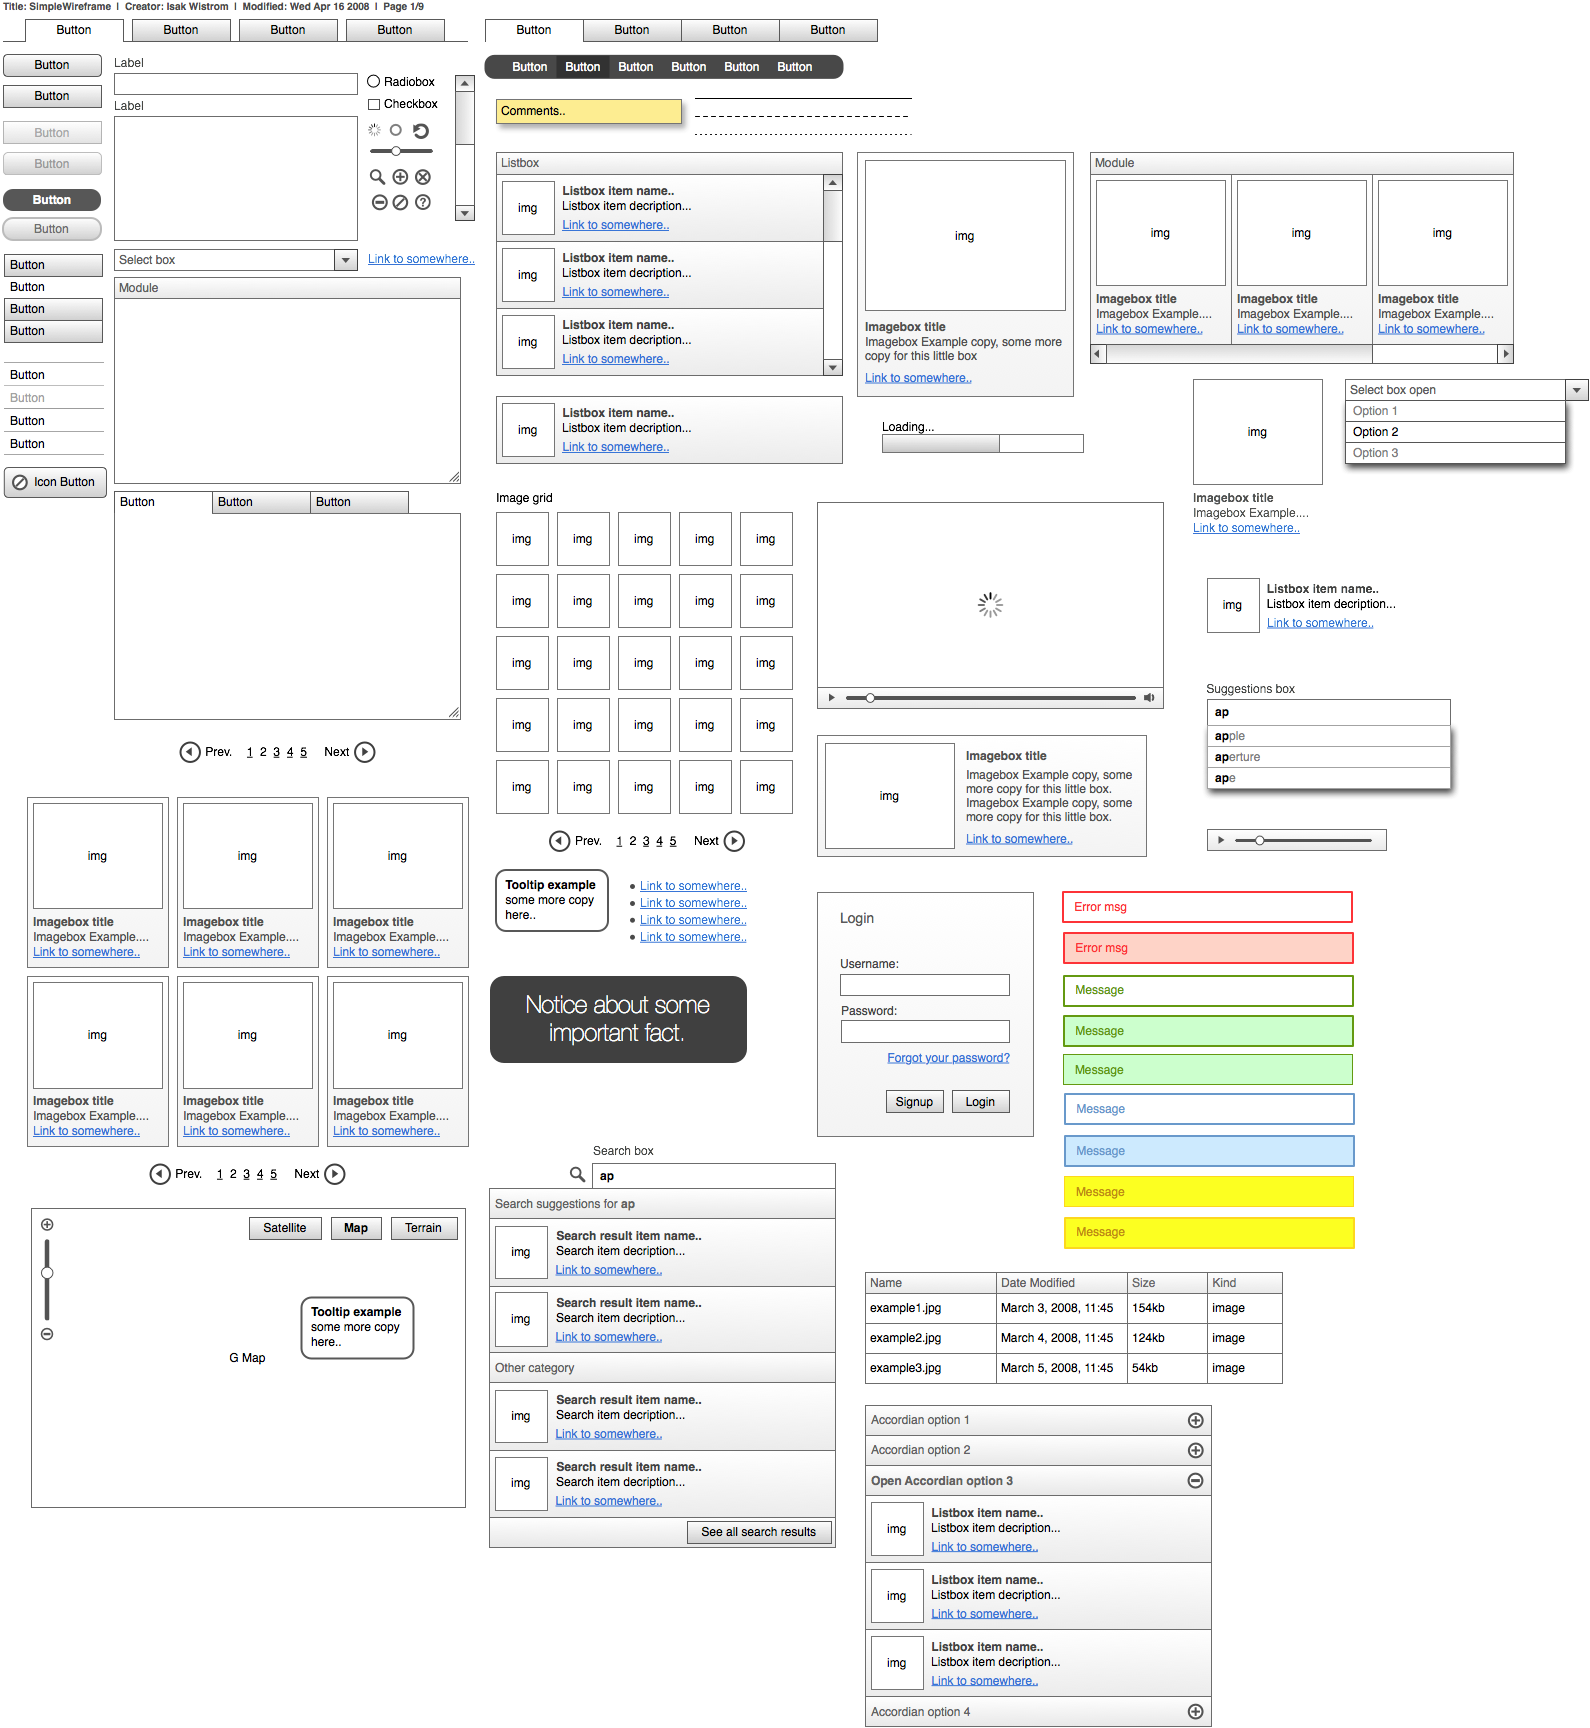 Title: SimpleWireframe | Creator: Isak Wistrom | Modified: Wed Apr 16 2008 | Page 1/9
Button Button Button Button
Button
Button
Button
Button
Button
Button
Button
Button
Button
Button
Button
Button
Button
Button
Icon Button
Label
Label
Radiobox
Checkbox
Select box
Link to somewhere..
Module
Button Button Button
Prev. 1 2 3 4 5 Next
img img img
Imagebox title Imagebox title Imagebox title
Imagebox Example.... Imagebox Example.... Imagebox Example....
Link to somewhere.. Link to somewhere.. Link to somewhere..
img img img
Imagebox title Imagebox title Imagebox title
Imagebox Example.... Imagebox Example.... Imagebox Example....
Link to somewhere.. Link to somewhere.. Link to somewhere..
Prev. 1 2 3 4 5 Next
Satellite Map Terrain
Tooltip example
some more copy
here..
G Map
Button Button Button Button
Button Button Button Button Button Button
Comments..
Listbox
img
Listbox item name..
Listbox item decription...
Link to somewhere..
img
Listbox item name..
Listbox item decription...
Link to somewhere..
img
Listbox item name..
Listbox item decription...
Link to somewhere..
img
Listbox item name..
Listbox item decription...
Link to somewhere..
img
Imagebox title
Imagebox Example copy, some more
copy for this little box
Link to somewhere..
Loading...
Module
img img img
Imagebox title Imagebox title Imagebox title
Imagebox Example.... Imagebox Example.... Imagebox Example....
Link to somewhere.. Link to somewhere.. Link to somewhere..
img
Imagebox title
Imagebox Example....
Link to somewhere..
Select box open
Option 1
Option 2
Option 3
Image grid
img img img img img
img img img img img
img img img img img
img img img img img
img img img img img
Prev. 1 2 3 4 5 Next
img
Listbox item name..
Listbox item decription...
Link to somewhere..
Suggestions box
ap
apple
aperture
ape
img
Imagebox title
Imagebox Example copy, some
more copy for this little box.
Imagebox Example copy, some
more copy for this little box.
Link to somewhere..
Tooltip example
some more copy
here..
Link to somewhere..
Link to somewhere..
Link to somewhere..
Link to somewhere..
Notice about some
important fact.
Login
Username:
Password:
Forgot your password?
Signup Login
Error msg
Error msg
Message
Message
Message
Message
Message
Message
Message
Search box
ap
Search suggestions for ap
img
Search result item name..
Search item decription...
Link to somewhere..
img
Search result item name..
Search item decription...
Link to somewhere..
Other category
img
Search result item name..
Search item decription...
Link to somewhere..
img
Search result item name..
Search item decription...
Link to somewhere..
See all search results
Name Date Modified Size Kind
example1.jpg March 3, 2008, 11:45 154kb image
example2.jpg March 4, 2008, 11:45 124kb image
example3.jpg March 5, 2008, 11:45 54kb image
Accordian option 1
Accordian option 2
Open Accordian option 3
img
Listbox item name..
Listbox item decription...
Link to somewhere..
img
Listbox item name..
Listbox item decription...
Link to somewhere..
img
Listbox item name..
Listbox item decription...
Link to somewhere..
Accordian option 4